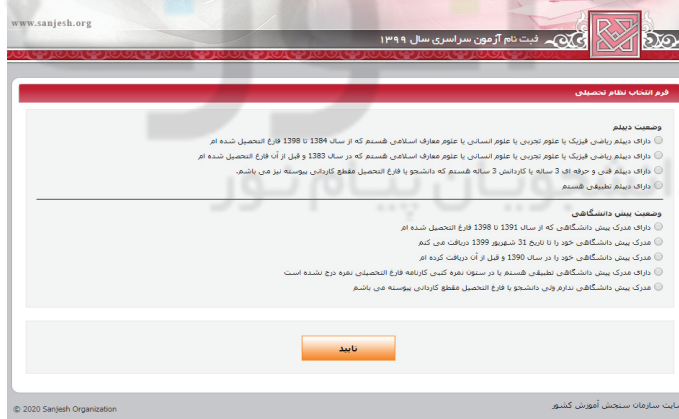 www.sanjesh.org
ثبت نام آزمون سراسری سال ۱۳۹۹
فرم انتخاب نظام تحصیلی
وضعیت دیپلم
دارای دیپلم ریاضی فیزیک یا علوم تجربی یا علوم انسانی یا علوم معارف اسلامی هستم که از سال 1384 تا 1398 فارغ التحصیل شده ام
دارای دیپلم ریاضی فیزیک یا علوم تجربی یا علوم انسانی یا علوم معارف اسلامی هستم که در سال 1383 و قبل از آن فارغ التحصیل شده ام
دارای دیپلم فنی و حرفه ای 3 ساله یا کاردانش 3 ساله هستم که دانشجو یا فارغ التحصیل مقطع کاردانی پیوسته نیز می باشم.
دارای دیپلم تطبیقی هستم
دانشجویان پیام نور
وضعیت پیش دانشگاهی
دارای مدرک پیش دانشگاهی که از سال 1391 تا 1398 فارغ التحصیل شده ام
مدرک پیش دانشگاهی خود را تا تاریخ 31 شهریور 1399 دریافت می کنم
مدرک پیش دانشگاهی خود را در سال 1390 و قبل از آن دریافت کرده ام
دارای مدرک پیش دانشگاهی تطبیقی هستم یا در ستون نمره کتبی کارنامه فارغ التحصیلی نمره درج نشده است
مدرک پیش دانشگاهی ندارم ولی دانشجو یا فارغ التحصیل مقطع کاردانی پیوسته می باشم
تایید
سایت سازمان سنجش آموزش کشور
© 2020 Sanjesh Organization